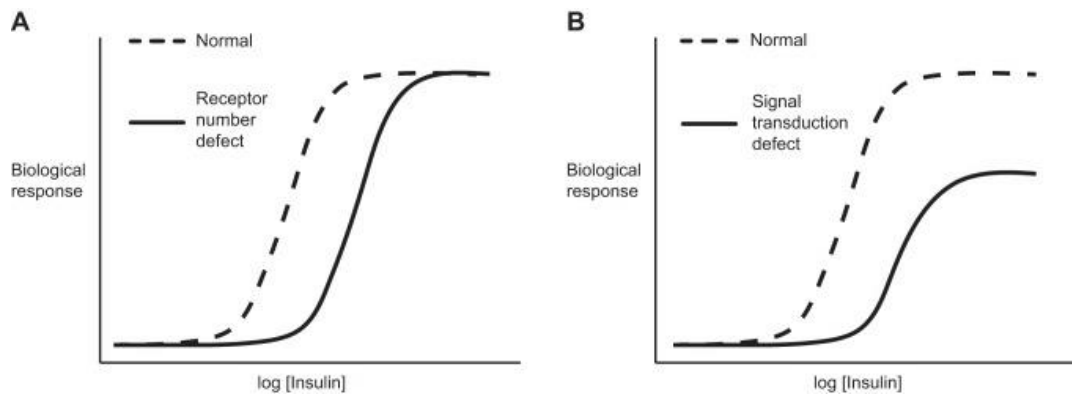 A
Normal
Receptor
number
defect
Biological
response
log [Insulin]
B
Normal
Signal
transduction
defect
Biological
response
log [Insulin]